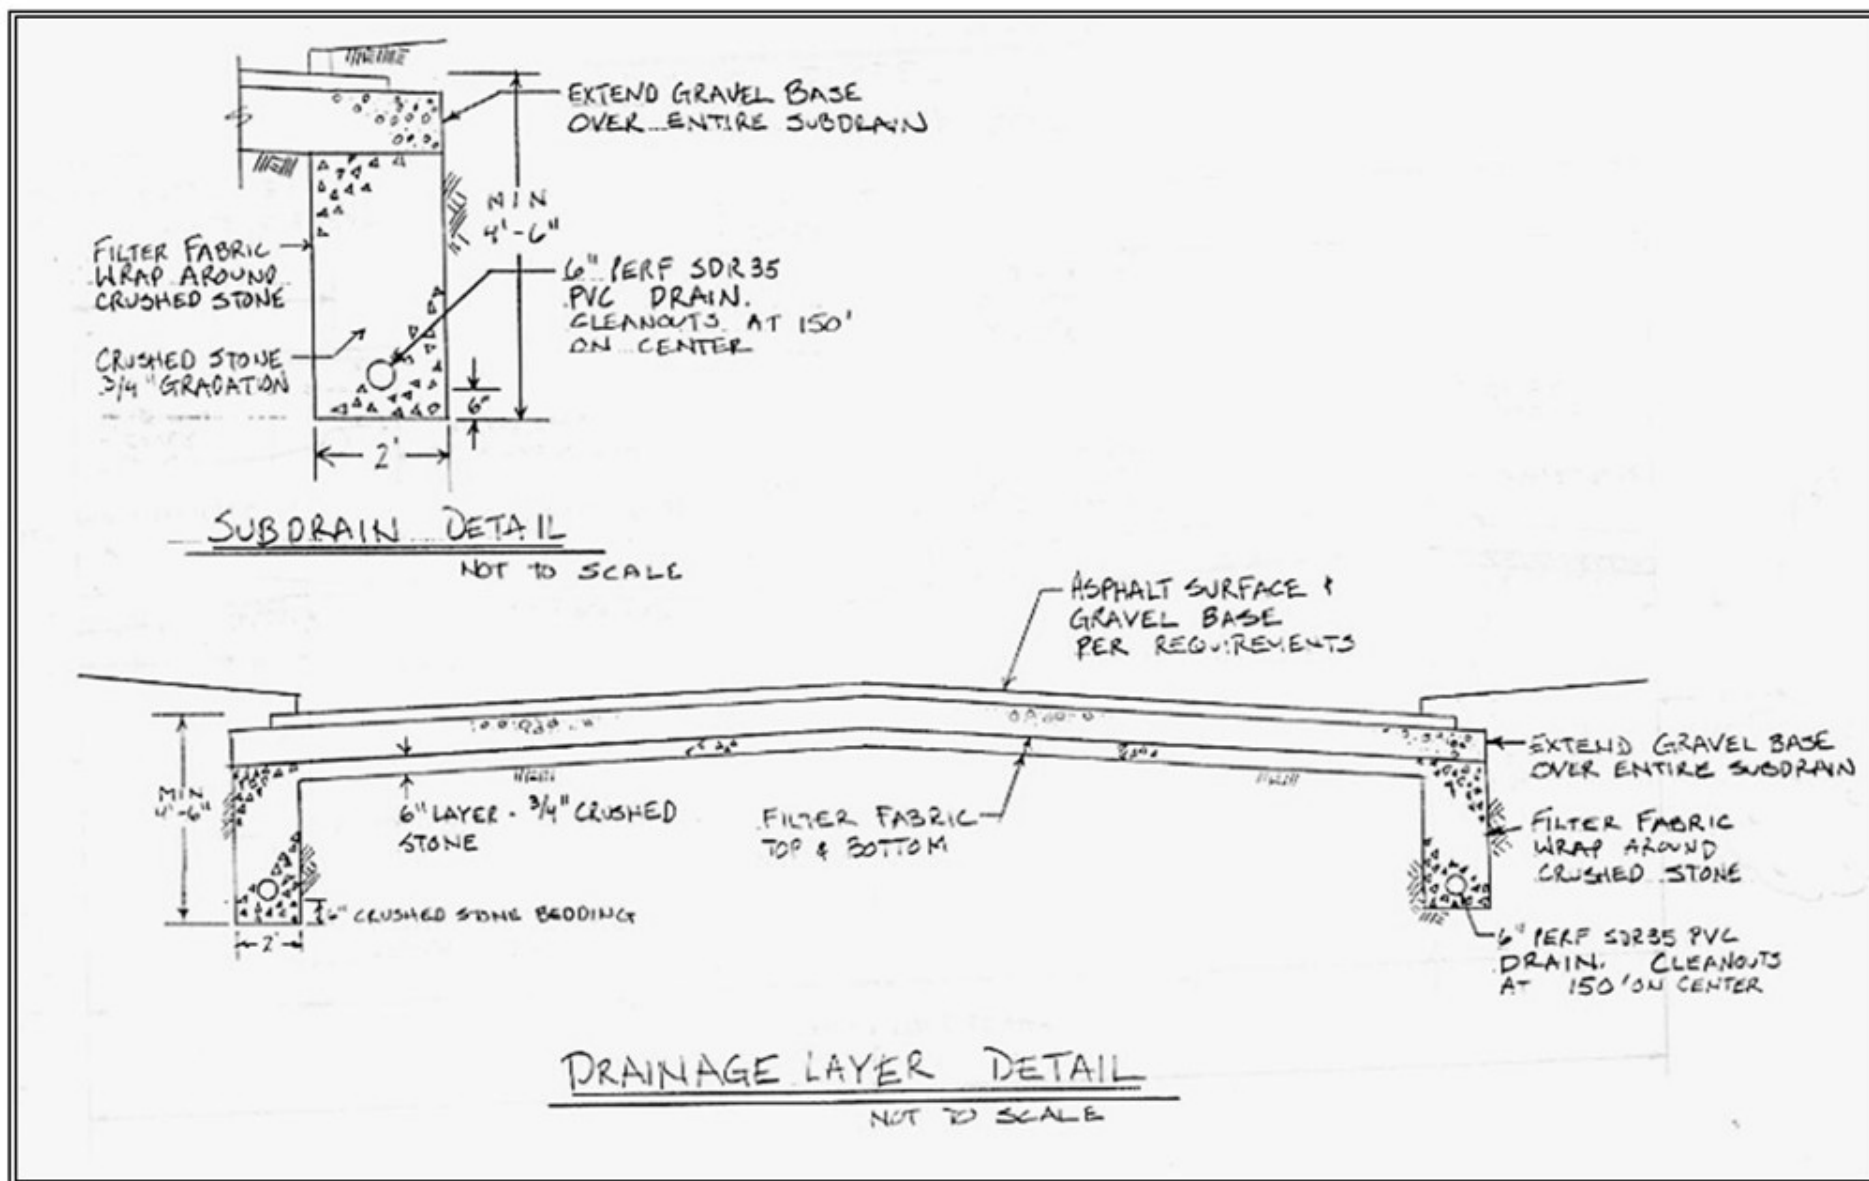 EXTEND GRAVEL BASE
OVER ENTIRE SUBDRAIN
MIN
4'-6"
FILTER FABRIC
WRAP AROUND
CRUSHED STONE
6" PERF SDR35
PVC DRAIN.
CLEANOUTS AT 150'
ON CENTER
CRUSHED STONE
3/4" GRADATION
6"
2'
SUBDRAIN DETAIL
NOT TO SCALE
ASPHALT SURFACE &
GRAVEL BASE
PER REQUIREMENTS
MIN
4'-6"
6" LAYER - 3/4" CRUSHED
STONE
FILTER FABRIC
TOP & BOTTOM
EXTEND GRAVEL BASE
OVER ENTIRE SUBDRAIN
FILTER FABRIC
WRAP AROUND
CRUSHED STONE
6" CRUSHED STONE BEDDING
2'
6" PERF SDR35 PVC
DRAIN. CLEANOUTS
AT 150' ON CENTER
DRAINAGE LAYER DETAIL
NOT TO SCALE